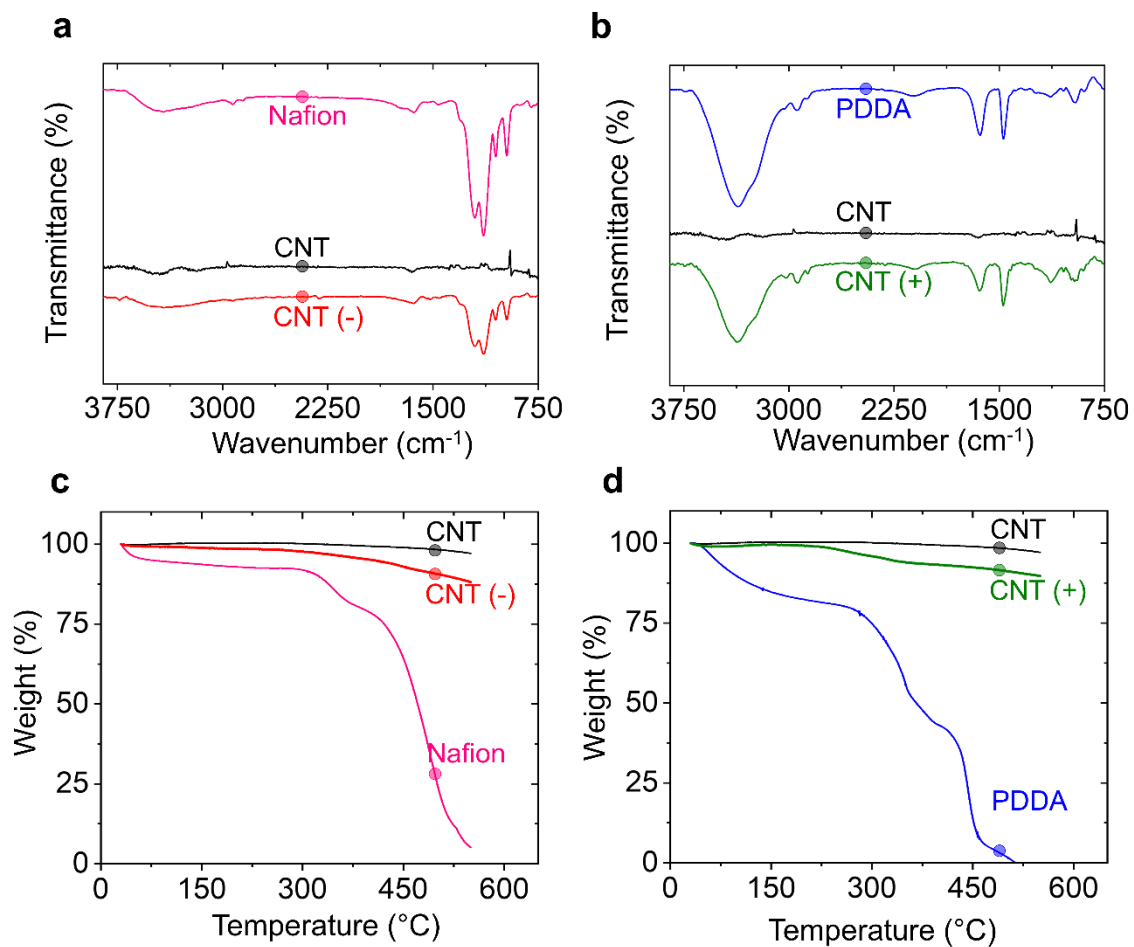 a
Transmittance (%)
Nafion
CNT
CNT (-)
3750 3000 2250 1500 750
Wavenumber (cm⁻¹)
b
Transmittance (%)
PDDA
CNT
CNT (+)
3750 3000 2250 1500 750
Wavenumber (cm⁻¹)
c
Weight (%)
100
75
50
25
0
CNT
CNT (-)
Nafion
0 150 300 450 600
Temperature (°C)
d
Weight (%)
100
75
50
25
0
CNT
CNT (+)
PDDA
0 150 300 450 600
Temperature (°C)